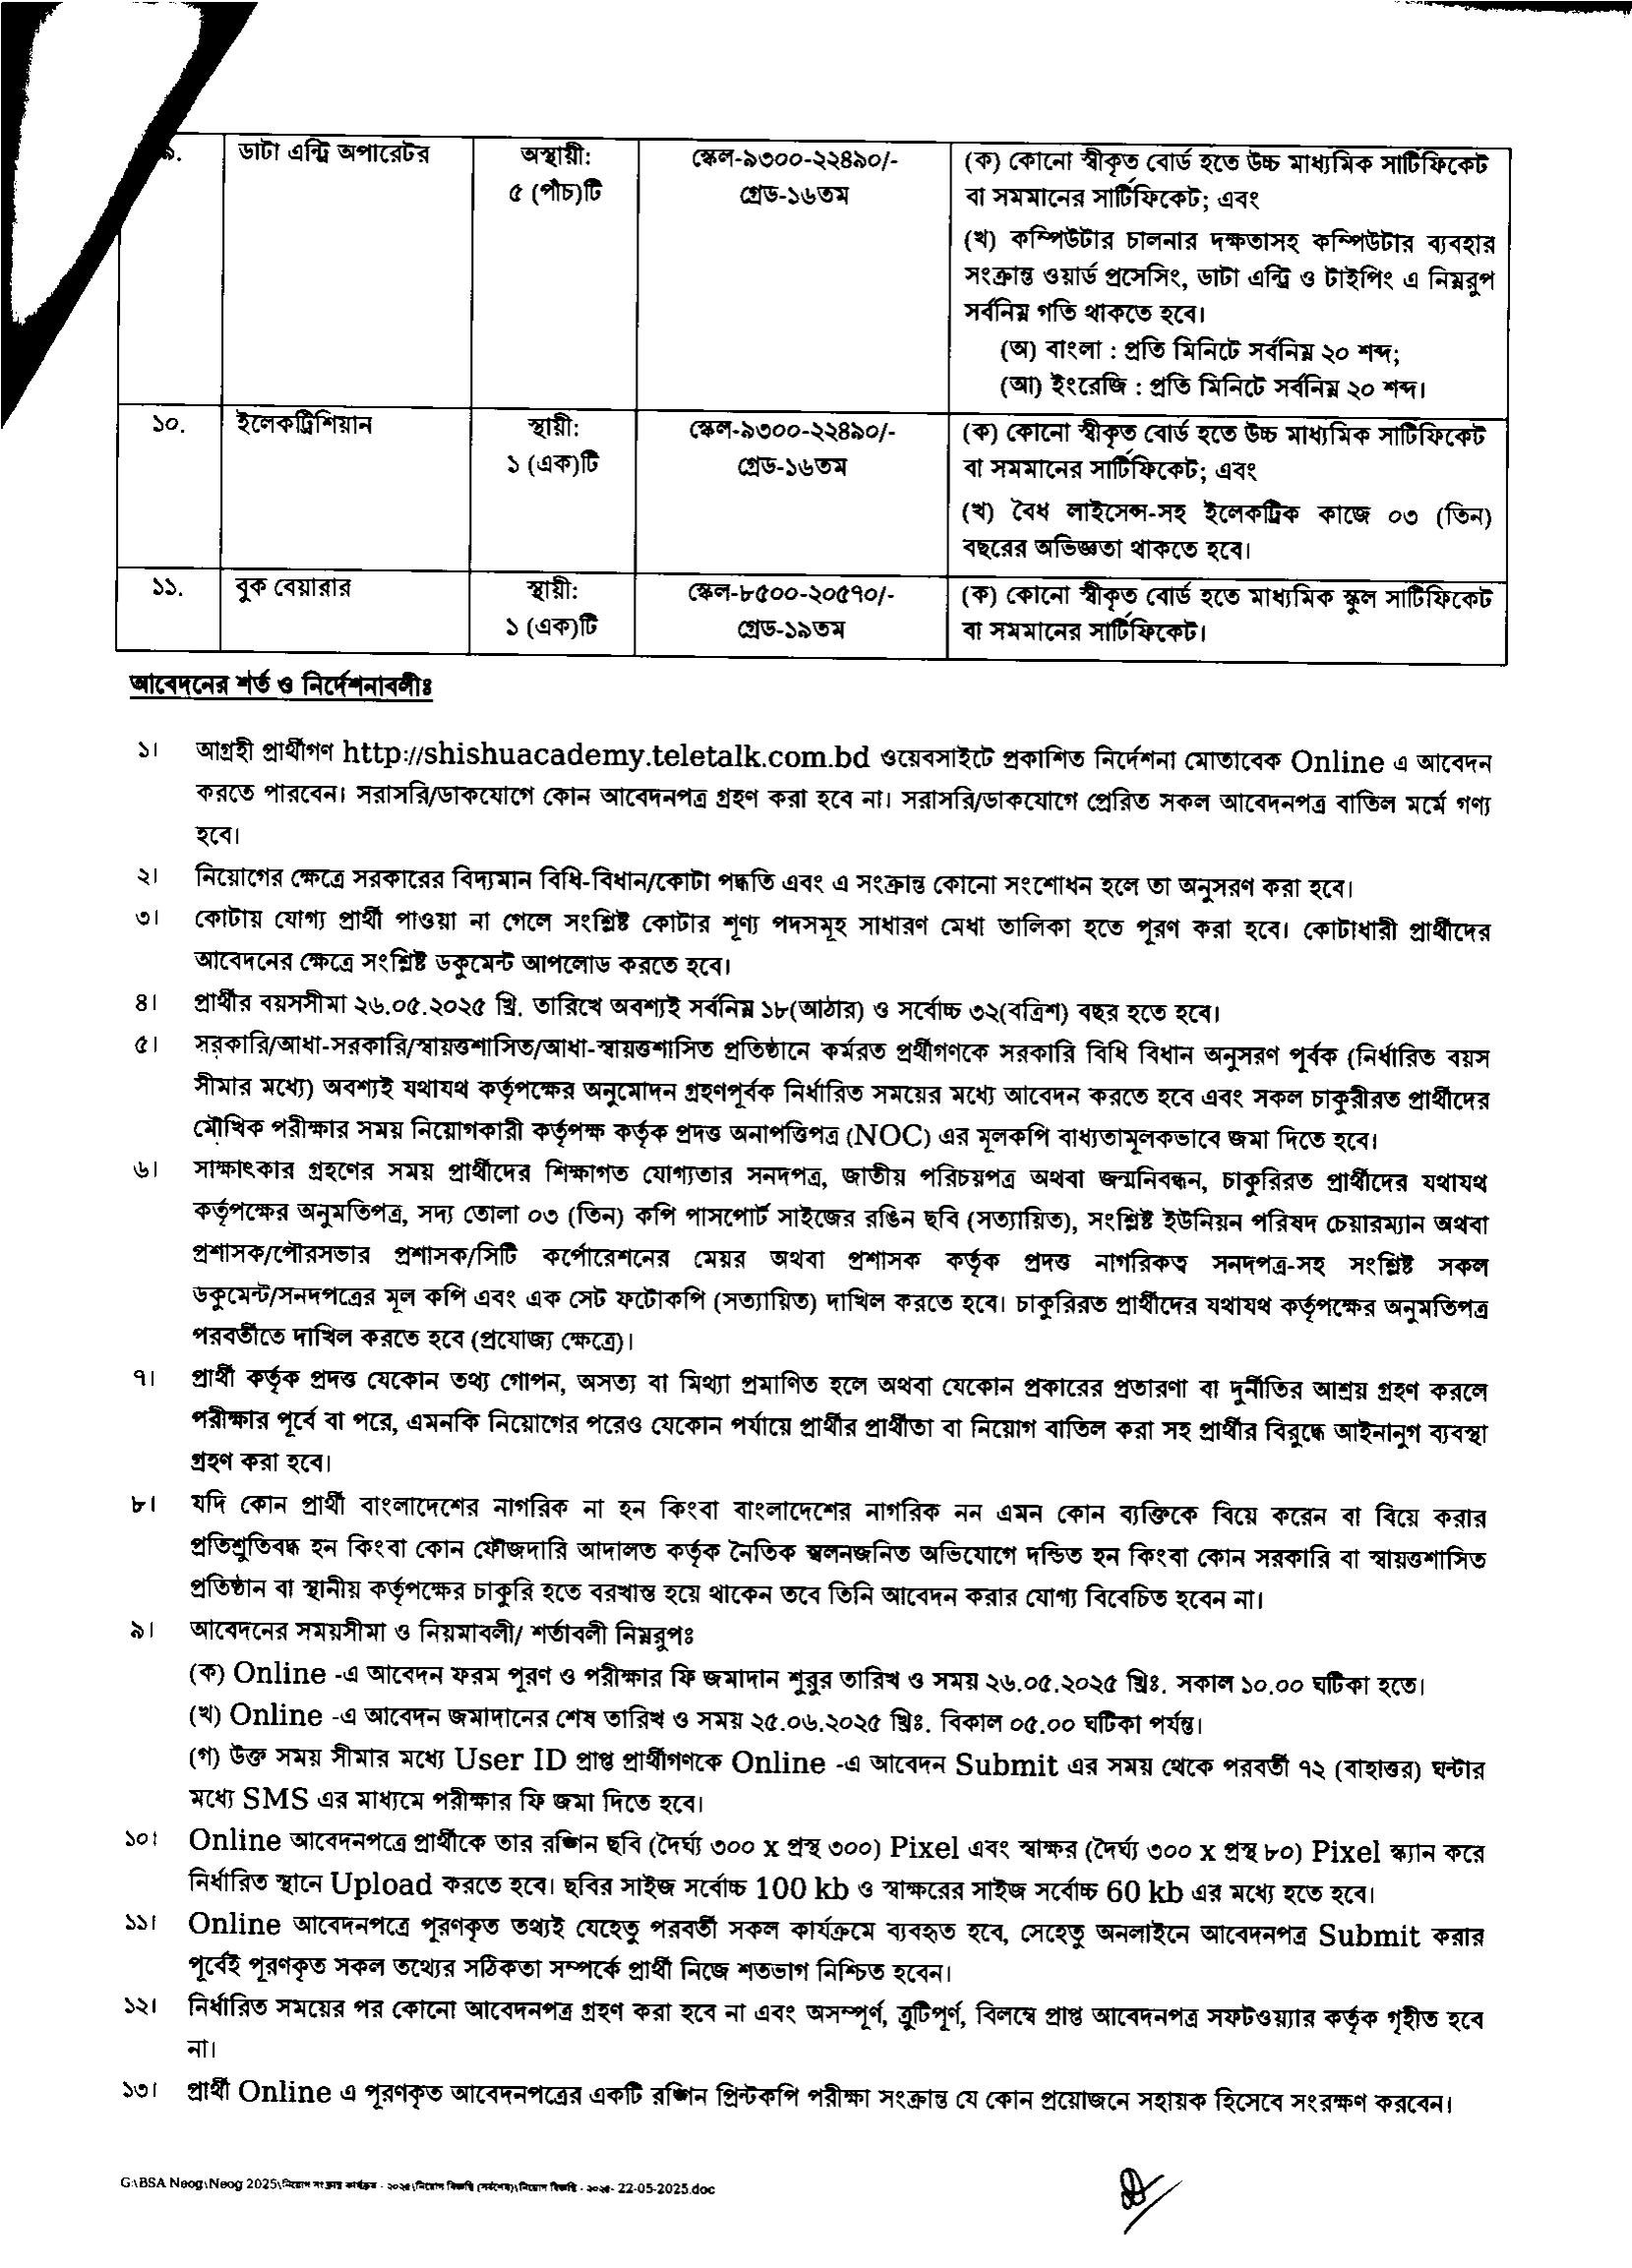 ৯.
ডাটা এন্ট্রি অপারেটর
অস্থায়ী:
৫ (পাঁচ)টি
স্কেল-৯৩০০-২২৪৯০/-
গ্রেড-১৬তম
(ক) কোনো স্বীকৃত বোর্ড হতে উচ্চ মাধ্যমিক সার্টিফিকেট
বা সমমানের সার্টিফিকেট; এবং
(খ) কম্পিউটার চালনার দক্ষতাসহ কম্পিউটার ব্যবহার
সংক্রান্ত ওয়ার্ড প্রসেসিং, ডাটা এন্ট্রি ও টাইপিং এ নিম্নরুপ
সর্বনিম্ন গতি থাকতে হবে।
(অ) বাংলা : প্রতি মিনিটে সর্বনিম্ন ২০ শব্দ;
(আ) ইংরেজি : প্রতি মিনিটে সর্বনিম্ন ২০ শব্দ।
১০.
ইলেকট্রিশিয়ান
স্থায়ী:
১ (এক)টি
স্কেল-৯৩০০-২২৪৯০/-
গ্রেড-১৬তম
(ক) কোনো স্বীকৃত বোর্ড হতে উচ্চ মাধ্যমিক সার্টিফিকেট
বা সমমানের সার্টিফিকেট; এবং
(খ) বৈধ লাইসেন্স-সহ ইলেকট্রিক কাজে ০৩ (তিন)
বছরের অভিজ্ঞতা থাকতে হবে।
১১.
বুক বেয়ারার
স্থায়ী:
১ (এক)টি
স্কেল-৮৫০০-২০৫৭০/-
গ্রেড-১৯তম
(ক) কোনো স্বীকৃত বোর্ড হতে মাধ্যমিক স্কুল সার্টিফিকেট
বা সমমানের সার্টিফিকেট।
আবেদনের শর্ত ও নির্দেশনাবলীঃ
১। আগ্রহী প্রার্থীগণ http://shishuacademy.teletalk.com.bd ওয়েবসাইটে প্রকাশিত নির্দেশনা মোতাবেক Online এ আবেদন
করতে পারবেন। সরাসরি/ডাকযোগে কোন আবেদনপত্র গ্রহণ করা হবে না। সরাসরি/ডাকযোগে প্রেরিত সকল আবেদনপত্র বাতিল মর্মে গণ্য
হবে।
২। নিয়োগের ক্ষেত্রে সরকারের বিদ্যমান বিধি-বিধান/কোটা পদ্ধতি এবং এ সংক্রান্ত কোনো সংশোধন হলে তা অনুসরণ করা হবে।
৩। কোটায় যোগ্য প্রার্থী পাওয়া না গেলে সংশ্লিষ্ট কোটার শূণ্য পদসমূহ সাধারণ মেধা তালিকা হতে পূরণ করা হবে। কোটাধারী প্রার্থীদের
আবেদনের ক্ষেত্রে সংশ্লিষ্ট ডকুমেন্ট আপলোড করতে হবে।
৪। প্রার্থীর বয়সসীমা ২৬.০৫.২০২৫ খ্রি. তারিখে অবশ্যই সর্বনিম্ন ১৮(আঠার) ও সর্বোচ্চ ৩২(বত্রিশ) বছর হতে হবে।
৫। সরকারি/আধা-সরকারি/স্বায়ত্তশাসিত/আধা-স্বায়ত্তশাসিত প্রতিষ্ঠানে কর্মরত প্রর্থীগণকে সরকারি বিধি বিধান অনুসরণ পূর্বক (নির্ধারিত বয়স
সীমার মধ্যে) অবশ্যই যথাযথ কর্তৃপক্ষের অনুমোদন গ্রহণপূর্বক নির্ধারিত সময়ের মধ্যে আবেদন করতে হবে এবং সকল চাকুরীরত প্রার্থীদের
মৌখিক পরীক্ষার সময় নিয়োগকারী কর্তৃপক্ষ কর্তৃক প্রদত্ত অনাপত্তিপত্র (NOC) এর মূলকপি বাধ্যতামূলকভাবে জমা দিতে হবে।
৬। সাক্ষাৎকার গ্রহণের সময় প্রার্থীদের শিক্ষাগত যোগ্যতার সনদপত্র, জাতীয় পরিচয়পত্র অথবা জন্মনিবন্ধন, চাকুরিরত প্রার্থীদের যথাযথ
কর্তৃপক্ষের অনুমতিপত্র, সদ্য তোলা ০৩ (তিন) কপি পাসপোর্ট সাইজের রঙিন ছবি (সত্যায়িত), সংশ্লিষ্ট ইউনিয়ন পরিষদ চেয়ারম্যান অথবা
প্রশাসক/পৌরসভার প্রশাসক/সিটি কর্পোরেশনের মেয়র অথবা প্রশাসক কর্তৃক প্রদত্ত নাগরিকত্ব সনদপত্র-সহ সংশ্লিষ্ট সকল
ডকুমেন্ট/সনদপত্রের মূল কপি এবং এক সেট ফটোকপি (সত্যায়িত) দাখিল করতে হবে। চাকুরিরত প্রার্থীদের যথাযথ কর্তৃপক্ষের অনুমতিপত্র
পরবর্তীতে দাখিল করতে হবে (প্রযোজ্য ক্ষেত্রে)।
৭। প্রার্থী কর্তৃক প্রদত্ত যেকোন তথ্য গোপন, অসত্য বা মিথ্যা প্রমাণিত হলে অথবা যেকোন প্রকারের প্রতারণা বা দুর্নীতির আশ্রয় গ্রহণ করলে
পরীক্ষার পূর্বে বা পরে, এমনকি নিয়োগের পরেও যেকোন পর্যায়ে প্রার্থীর প্রার্থীতা বা নিয়োগ বাতিল করা সহ প্রার্থীর বিরুদ্ধে আইনানুগ ব্যবস্থা
গ্রহণ করা হবে।
৮। যদি কোন প্রার্থী বাংলাদেশের নাগরিক না হন কিংবা বাংলাদেশের নাগরিক নন এমন কোন ব্যক্তিকে বিয়ে করেন বা বিয়ে করার
প্রতিশ্রুতিবদ্ধ হন কিংবা কোন ফৌজদারি আদালত কর্তৃক নৈতিক স্খলনজনিত অভিযোগে দন্ডিত হন কিংবা কোন সরকারি বা স্বায়ত্তশাসিত
প্রতিষ্ঠান বা স্থানীয় কর্তৃপক্ষের চাকুরি হতে বরখাস্ত হয়ে থাকেন তবে তিনি আবেদন করার যোগ্য বিবেচিত হবেন না।
৯। আবেদনের সময়সীমা ও নিয়মাবলী/ শর্তাবলী নিম্নরুপঃ
(ক) Online -এ আবেদন ফরম পূরণ ও পরীক্ষার ফি জমাদান শুরুর তারিখ ও সময় ২৬.০৫.২০২৫ খ্রিঃ. সকাল ১০.০০ ঘটিকা হতে।
(খ) Online -এ আবেদন জমাদানের শেষ তারিখ ও সময় ২৫.০৬.২০২৫ খ্রিঃ. বিকাল ০৫.০০ ঘটিকা পর্যন্ত।
(গ) উক্ত সময় সীমার মধ্যে User ID প্রাপ্ত প্রার্থীগণকে Online -এ আবেদন Submit এর সময় থেকে পরবর্তী ৭২ (বাহাত্তর) ঘন্টার
মধ্যে SMS এর মাধ্যমে পরীক্ষার ফি জমা দিতে হবে।
১০। Online আবেদনপত্রে প্রার্থীকে তার রঙ্গিন ছবি (দৈর্ঘ্য ৩০০ x প্রস্থ ৩০০) Pixel এবং স্বাক্ষর (দৈর্ঘ্য ৩০০ x প্রস্থ ৮০) Pixel স্ক্যান করে
নির্ধারিত স্থানে Upload করতে হবে। ছবির সাইজ সর্বোচ্চ 100 kb ও স্বাক্ষরের সাইজ সর্বোচ্চ 60 kb এর মধ্যে হতে হবে।
১১। Online আবেদনপত্রে পূরণকৃত তথ্যই যেহেতু পরবর্তী সকল কার্যক্রমে ব্যবহৃত হবে, সেহেতু অনলাইনে আবেদনপত্র Submit করার
পূর্বেই পূরণকৃত সকল তথ্যের সঠিকতা সম্পর্কে প্রার্থী নিজে শতভাগ নিশ্চিত হবেন।
১২। নির্ধারিত সময়ের পর কোনো আবেদনপত্র গ্রহণ করা হবে না এবং অসম্পূর্ণ, ত্রুটিপূর্ণ, বিলম্বে প্রাপ্ত আবেদনপত্র সফটওয়্যার কর্তৃক গৃহীত হবে
না।
১৩। প্রার্থী Online এ পূরণকৃত আবেদনপত্রের একটি রঙ্গিন প্রিন্টকপি পরীক্ষা সংক্রান্ত যে কোন প্রয়োজনে সহায়ক হিসেবে সংরক্ষণ করবেন।
G:\BSA Neog\Neog 2025\নিয়োগ সংক্রান্ত কার্যক্রম - ২০২৫\নিয়োগ বিজ্ঞপ্তি (সর্বশেষ)\নিয়োগ বিজ্ঞপ্তি - ২০২৫- 22-05-2025.doc